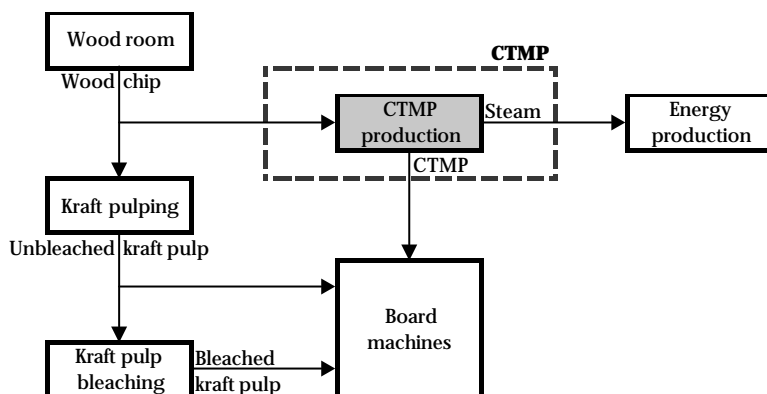 Wood room
CTMP
Wood chip
CTMP
production
Steam
Energy
production
CTMP
Kraft pulping
Unbleached kraft pulp
Board
machines
Kraft pulp
bleaching
Bleached
kraft pulp